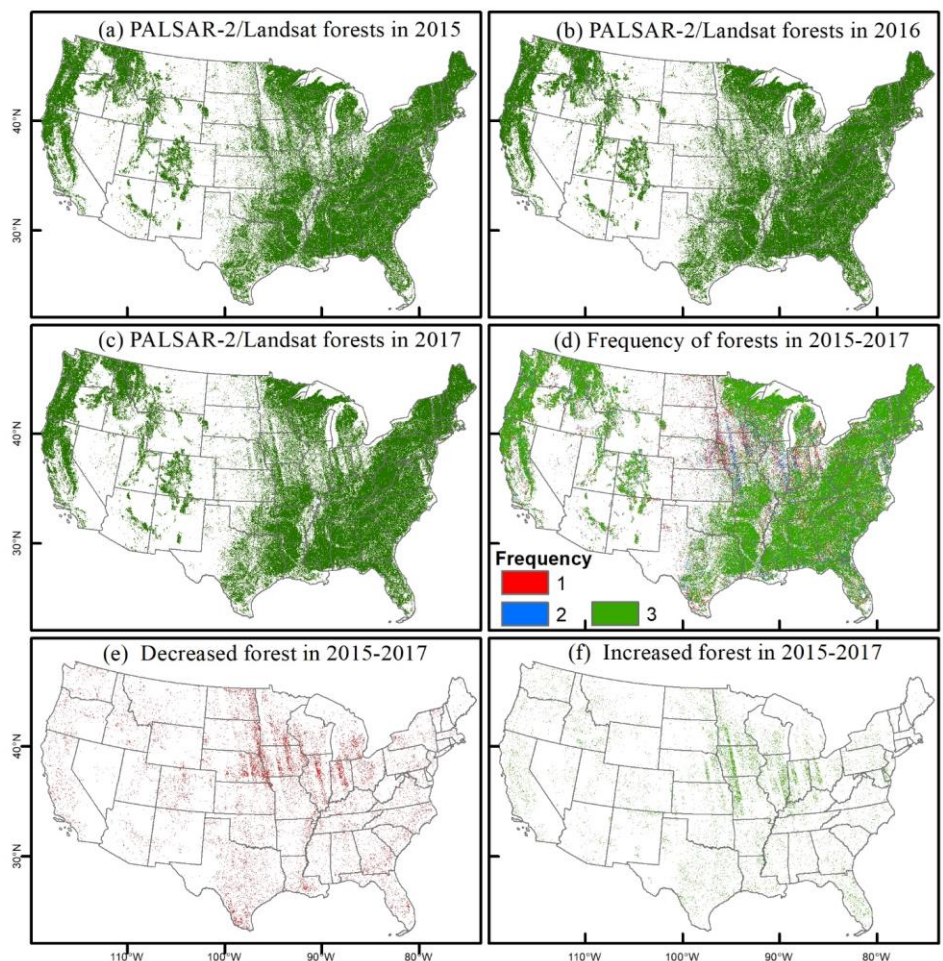 (a) PALSAR-2/Landsat forests in 2015
(b) PALSAR-2/Landsat forests in 2016
40°N
30°N
(c) PALSAR-2/Landsat forests in 2017
(d) Frequency of forests in 2015-2017
40°N
30°N
Frequency
1
2
3
(e) Decreased forest in 2015-2017
(f) Increased forest in 2015-2017
40°N
30°N
110°W
100°W
90°W
80°W
110°W
100°W
90°W
80°W